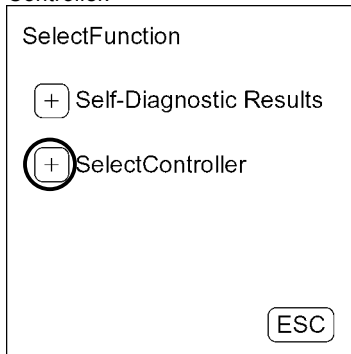 SelectFunction
+ Self-Diagnostic Results
+ SelectController
ESC